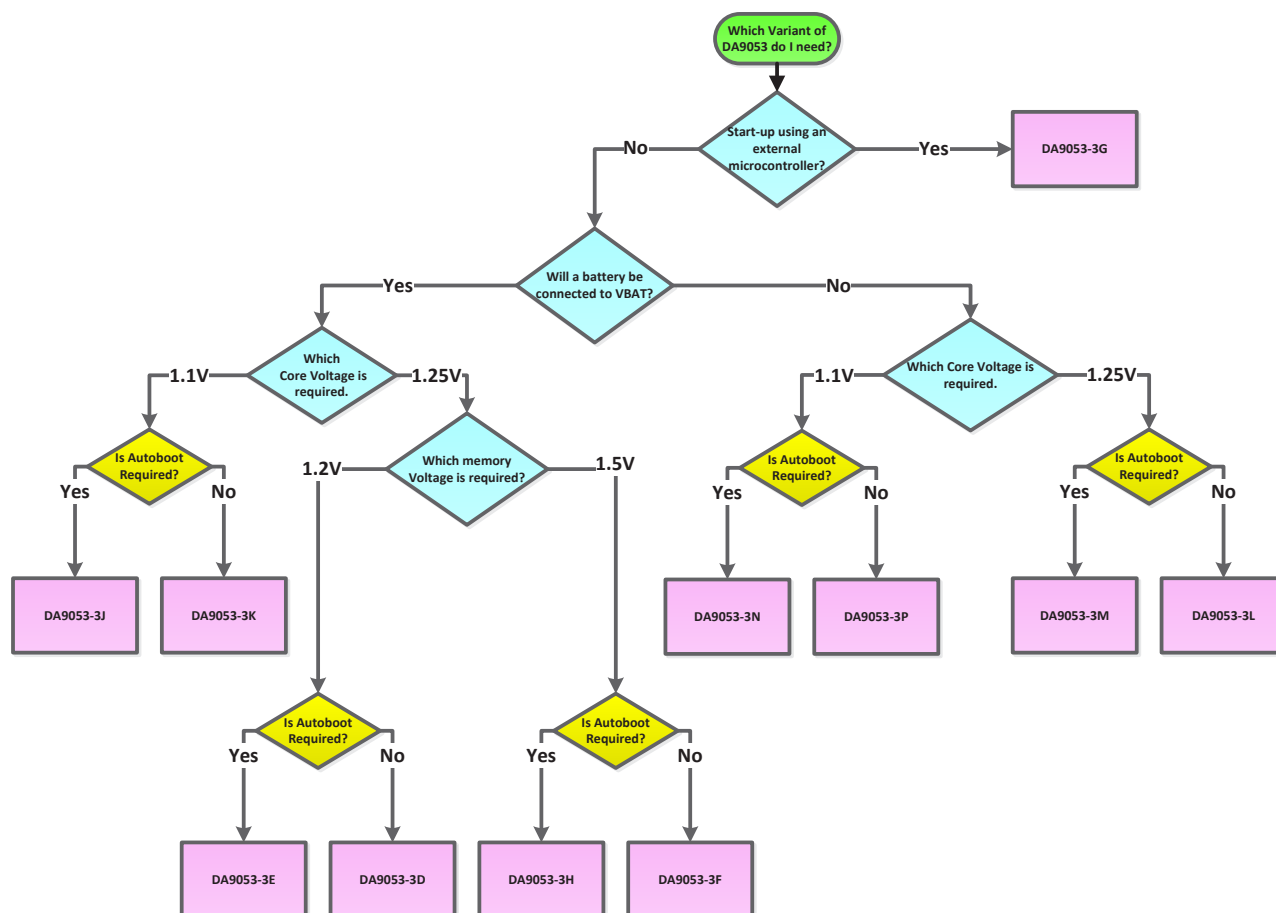 Which Variant of
DA9053 do I need?
Start-up using an
external
microcontroller?
No
Yes
DA9053-3G
Will a battery be
connected to VBAT?
Yes
No
Which
Core Voltage is
required.
1.1V
1.25V
Which Core Voltage is
required.
1.1V
1.25V
Is Autoboot
Required?
Yes
No
Which memory
Voltage is required?
1.2V
1.5V
Is Autoboot
Required?
Yes
No
Is Autoboot
Required?
Yes
No
DA9053-3J
DA9053-3K
DA9053-3N
DA9053-3P
DA9053-3M
DA9053-3L
Is Autoboot
Required?
Yes
No
Is Autoboot
Required?
Yes
No
DA9053-3E
DA9053-3D
DA9053-3H
DA9053-3F